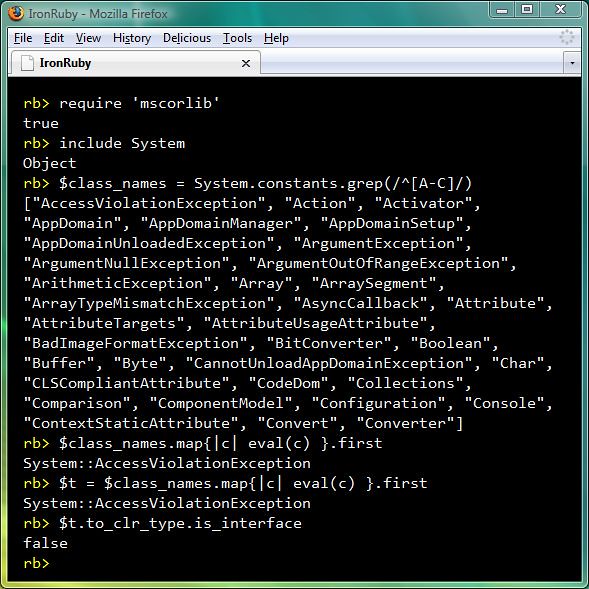 IronRuby - Mozilla Firefox
File Edit View History Delicious Tools Help
IronRuby
rb> require 'mscorlib'
true
rb> include System
Object
rb> $class_names = System.constants.grep(/^[A-C]/)
["AccessViolationException", "Action", "Activator",
"AppDomain", "AppDomainManager", "AppDomainSetup",
"AppDomainUnloadedException", "ArgumentException",
"ArgumentNullException", "ArgumentOutOfRangeException",
"ArithmeticException", "Array", "ArraySegment",
"ArrayTypeMismatchException", "AsyncCallback", "Attribute",
"AttributeTargets", "AttributeUsageAttribute",
"BadImageFormatException", "BitConverter", "Boolean",
"Buffer", "Byte", "CannotUnloadAppDomainException", "Char",
"CLSCompliantAttribute", "CodeDom", "Collections",
"Comparison", "ComponentModel", "Configuration", "Console",
"ContextStaticAttribute", "Convert", "Converter"]
rb> $class_names.map{|c| eval(c) }.first
System::AccessViolationException
rb> $t = $class_names.map{|c| eval(c) }.first
System::AccessViolationException
rb> $t.to_clr_type.is_interface
false
rb>